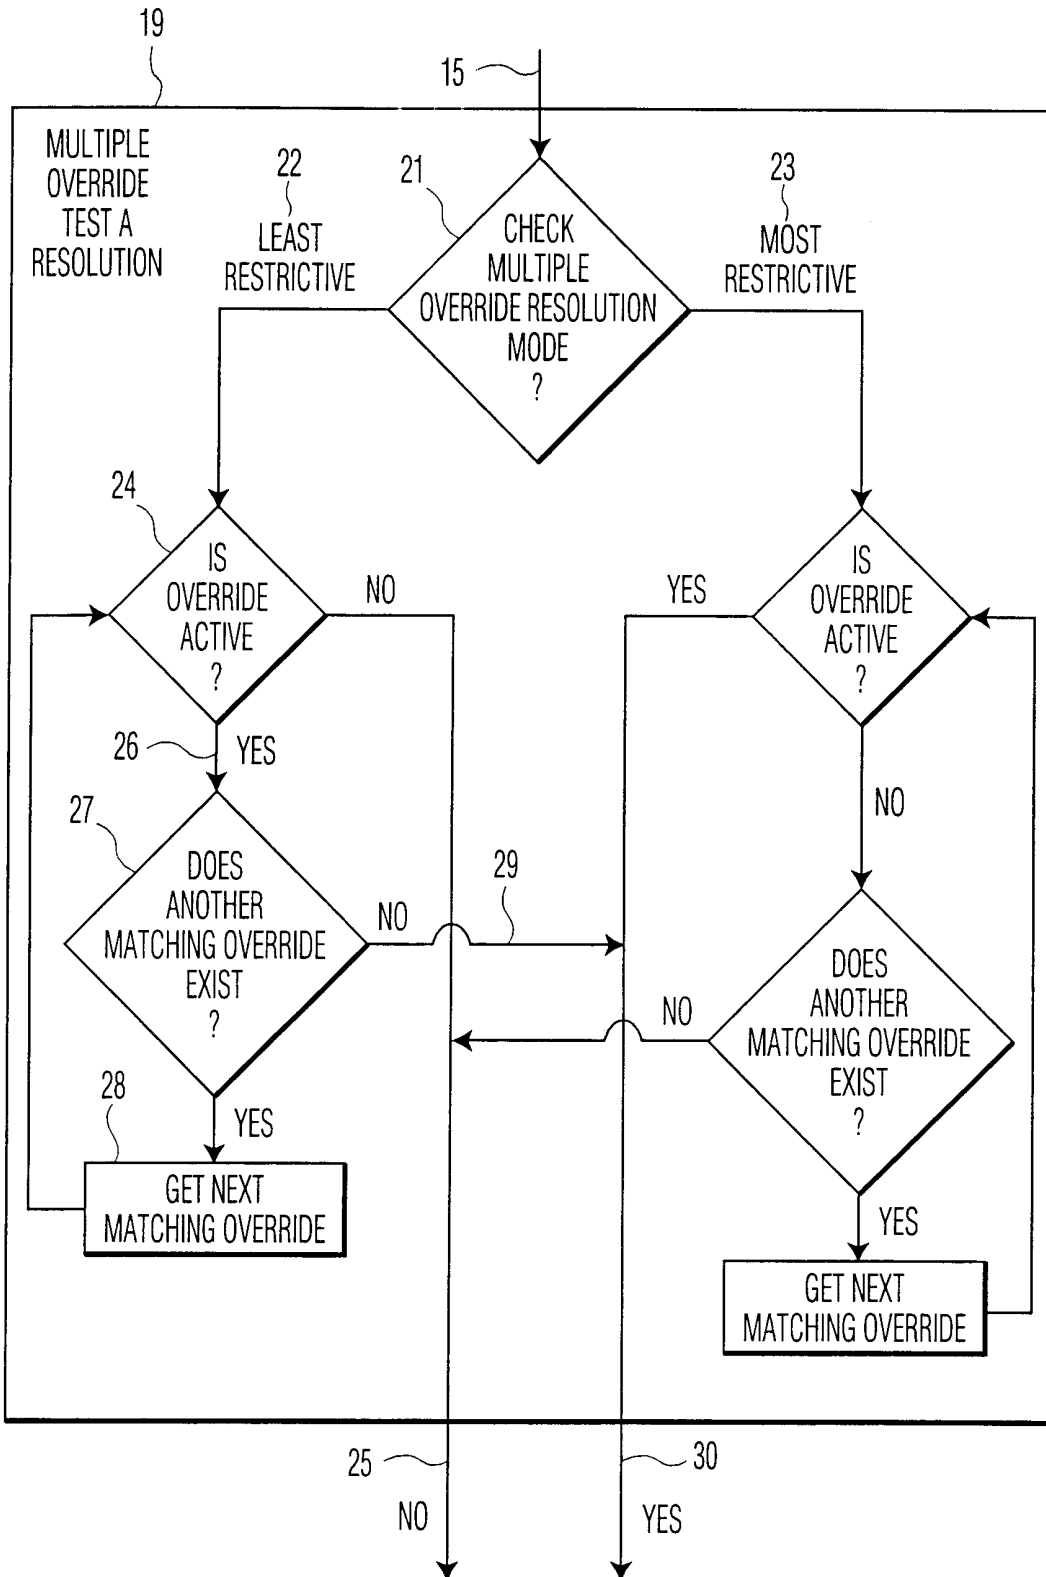 19
15
MULTIPLE
OVERRIDE
TEST A
RESOLUTION
22
LEAST
RESTRICTIVE
21
CHECK
MULTIPLE
OVERRIDE RESOLUTION
MODE
?
23
MOST
RESTRICTIVE
24
IS
OVERRIDE
ACTIVE
?
NO
YES
IS
OVERRIDE
ACTIVE
?
26
YES
NO
27
DOES
ANOTHER
MATCHING OVERRIDE
EXIST
?
NO
29
NO
DOES
ANOTHER
MATCHING OVERRIDE
EXIST
?
28
YES
GET NEXT
MATCHING OVERRIDE
YES
GET NEXT
MATCHING OVERRIDE
25
NO
30
YES